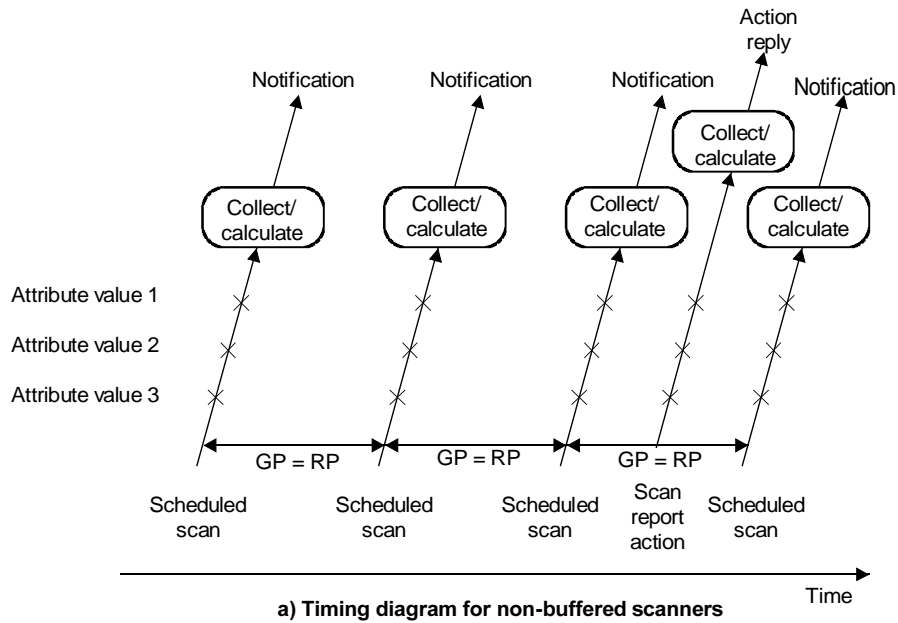 Action
reply
Notification
Notification
Notification
Notification
Collect/
calculate
Collect/
calculate
Collect/
calculate
Collect/
calculate
Collect/
calculate
Attribute value 1
Attribute value 2
Attribute value 3
GP = RP
GP = RP
GP = RP
Scheduled
scan
Scheduled
scan
Scheduled
scan
Scan
report
action
Scheduled
scan
Time
a) Timing diagram for non-buffered scanners